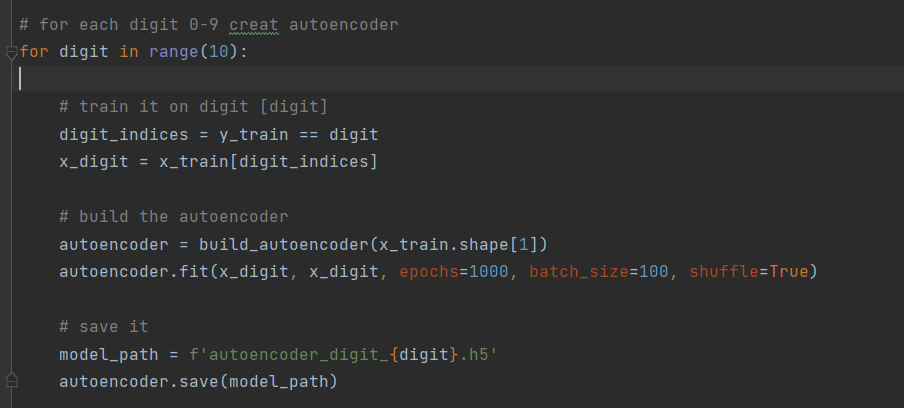 # for each digit 0-9 creat autoencoder
for digit in range(10):
# train it on digit [digit]
digit_indices = y_train == digit
x_digit = x_train[digit_indices]
# build the autoencoder
autoencoder = build_autoencoder(x_train.shape[1])
autoencoder.fit(x_digit, x_digit, epochs=1000, batch_size=100, shuffle=True)
# save it
model_path = f'autoencoder_digit_{digit}.h5'
autoencoder.save(model_path)